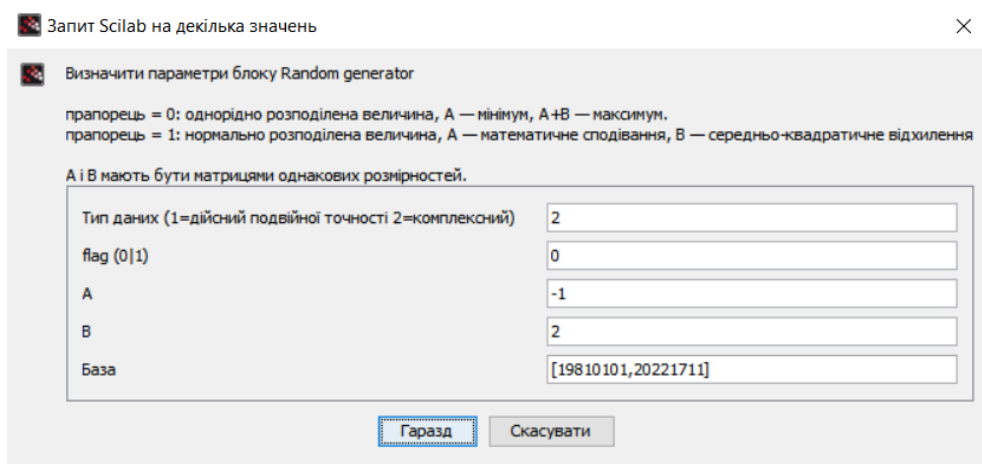 Запит Scilab на декілька значень
Визначити параметри блоку Random generator
прапорець = 0: однорідно розподілена величина, A — мінімум, A+B — максимум.
прапорець = 1: нормально розподілена величина, A — математичне сподівання, B — середньо-квадратичне відхилення
A і B мають бути матрицями однакових розмірностей.
Тип даних (1=дійсний подвійної точності 2=комплексний) 2
flag (0|1) 0
A -1
B 2
База [19810101,20221711]
Гаразд Скасувати